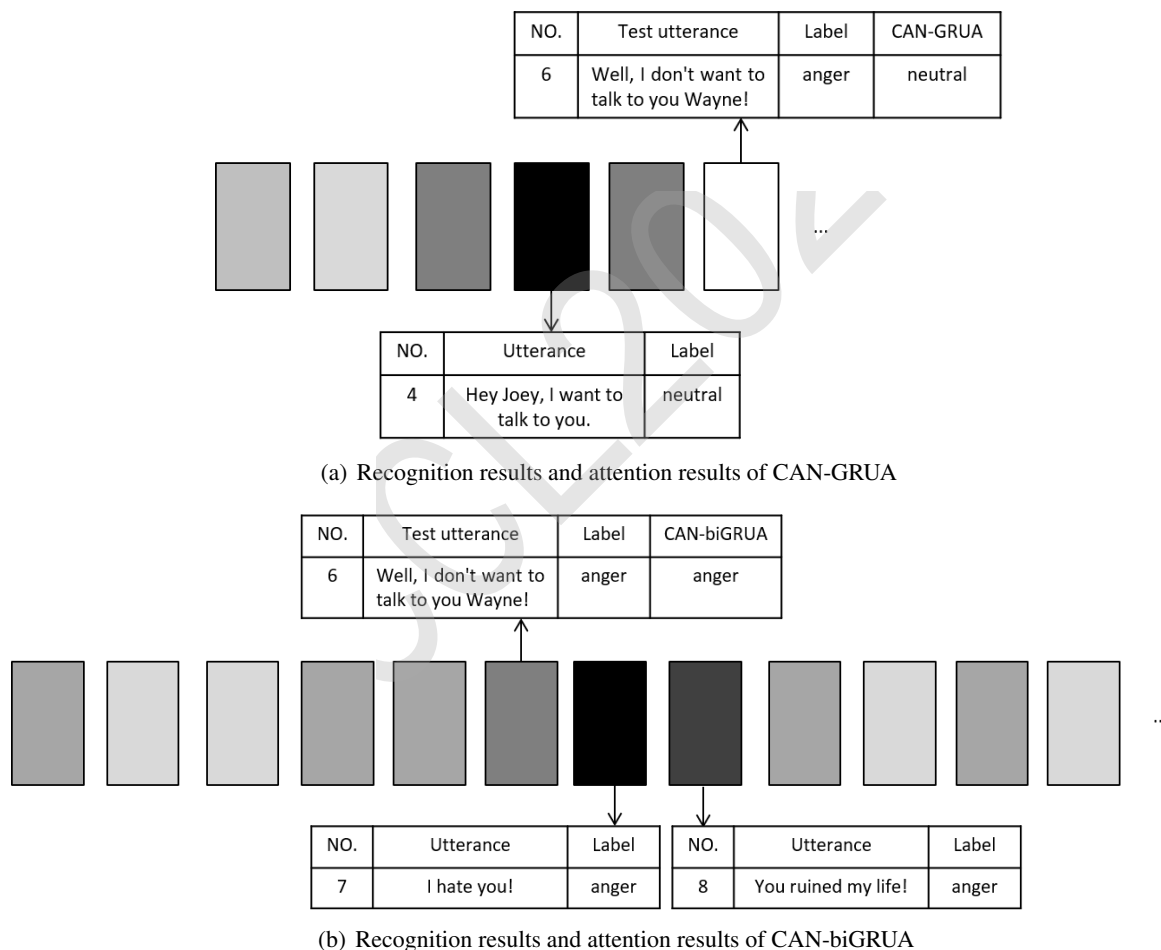 NO. Test utterance Label CAN-GRUA
6 Well, I don't want to anger neutral
talk to you Wayne!
...
NO. Utterance Label
4 Hey Joey, I want to neutral
talk to you.
(a) Recognition results and attention results of CAN-GRUA
NO. Test utterance Label CAN-biGRUA
6 Well, I don't want to anger anger
talk to you Wayne!
..
NO. Utterance Label NO. Utterance Label
7 I hate you! anger 8 You ruined my life! anger
(b) Recognition results and attention results of CAN-biGRUA